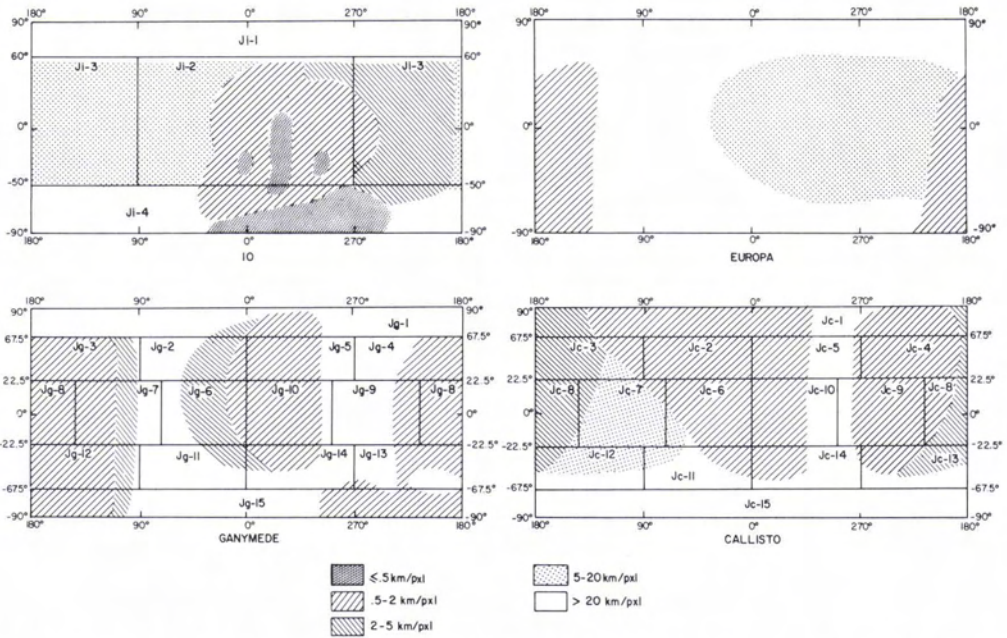 180° 90° 0° 270° 180°
90° 90°
Ji-1
60° 60°
Ji-3 Ji-2 Ji-3
0° 0°
-50° -50°
Ji-4
-90° -90°
180° 90° 0° 270° 180°
IO
180° 90° 0° 270° 180°
90° 90°
60° 60°
0° 0°
-50° -50°
-90° -90°
180° 90° 0° 270° 180°
EUROPA
180° 90° 0° 270° 180°
90° 90°
Jg-1
67.5° 67.5°
Jg-3 Jg-2 Jg-5 Jg-4
22.5° 22.5°
Jg-8 Jg-7 Jg-6 Jg-10 Jg-9 Jg-8
0° 0°
-22.5° -22.5°
Jg-12 Jg-11 Jg-14 Jg-13
-67.5° -67.5°
Jg-15
-90° -90°
180° 90° 0° 270° 180°
GANYMEDE
180° 90° 0° 270° 180°
90° 90°
Jc-1
67.5° 67.5°
Jc-3 Jc-2 Jc-5 Jc-4
22.5° 22.5°
Jc-8 Jc-7 Jc-6 Jc-10 Jc-9 Jc-8
0° 0°
-22.5° -22.5°
Jc-12 Jc-11 Jc-14 Jc-13
-67.5° -67.5°
Jc-15
-90° -90°
180° 90° 0° 270° 180°
CALLISTO
≤.5 km/pxl
.5-2 km/pxl
2-5 km/pxl
5-20 km/pxl
> 20 km/pxl